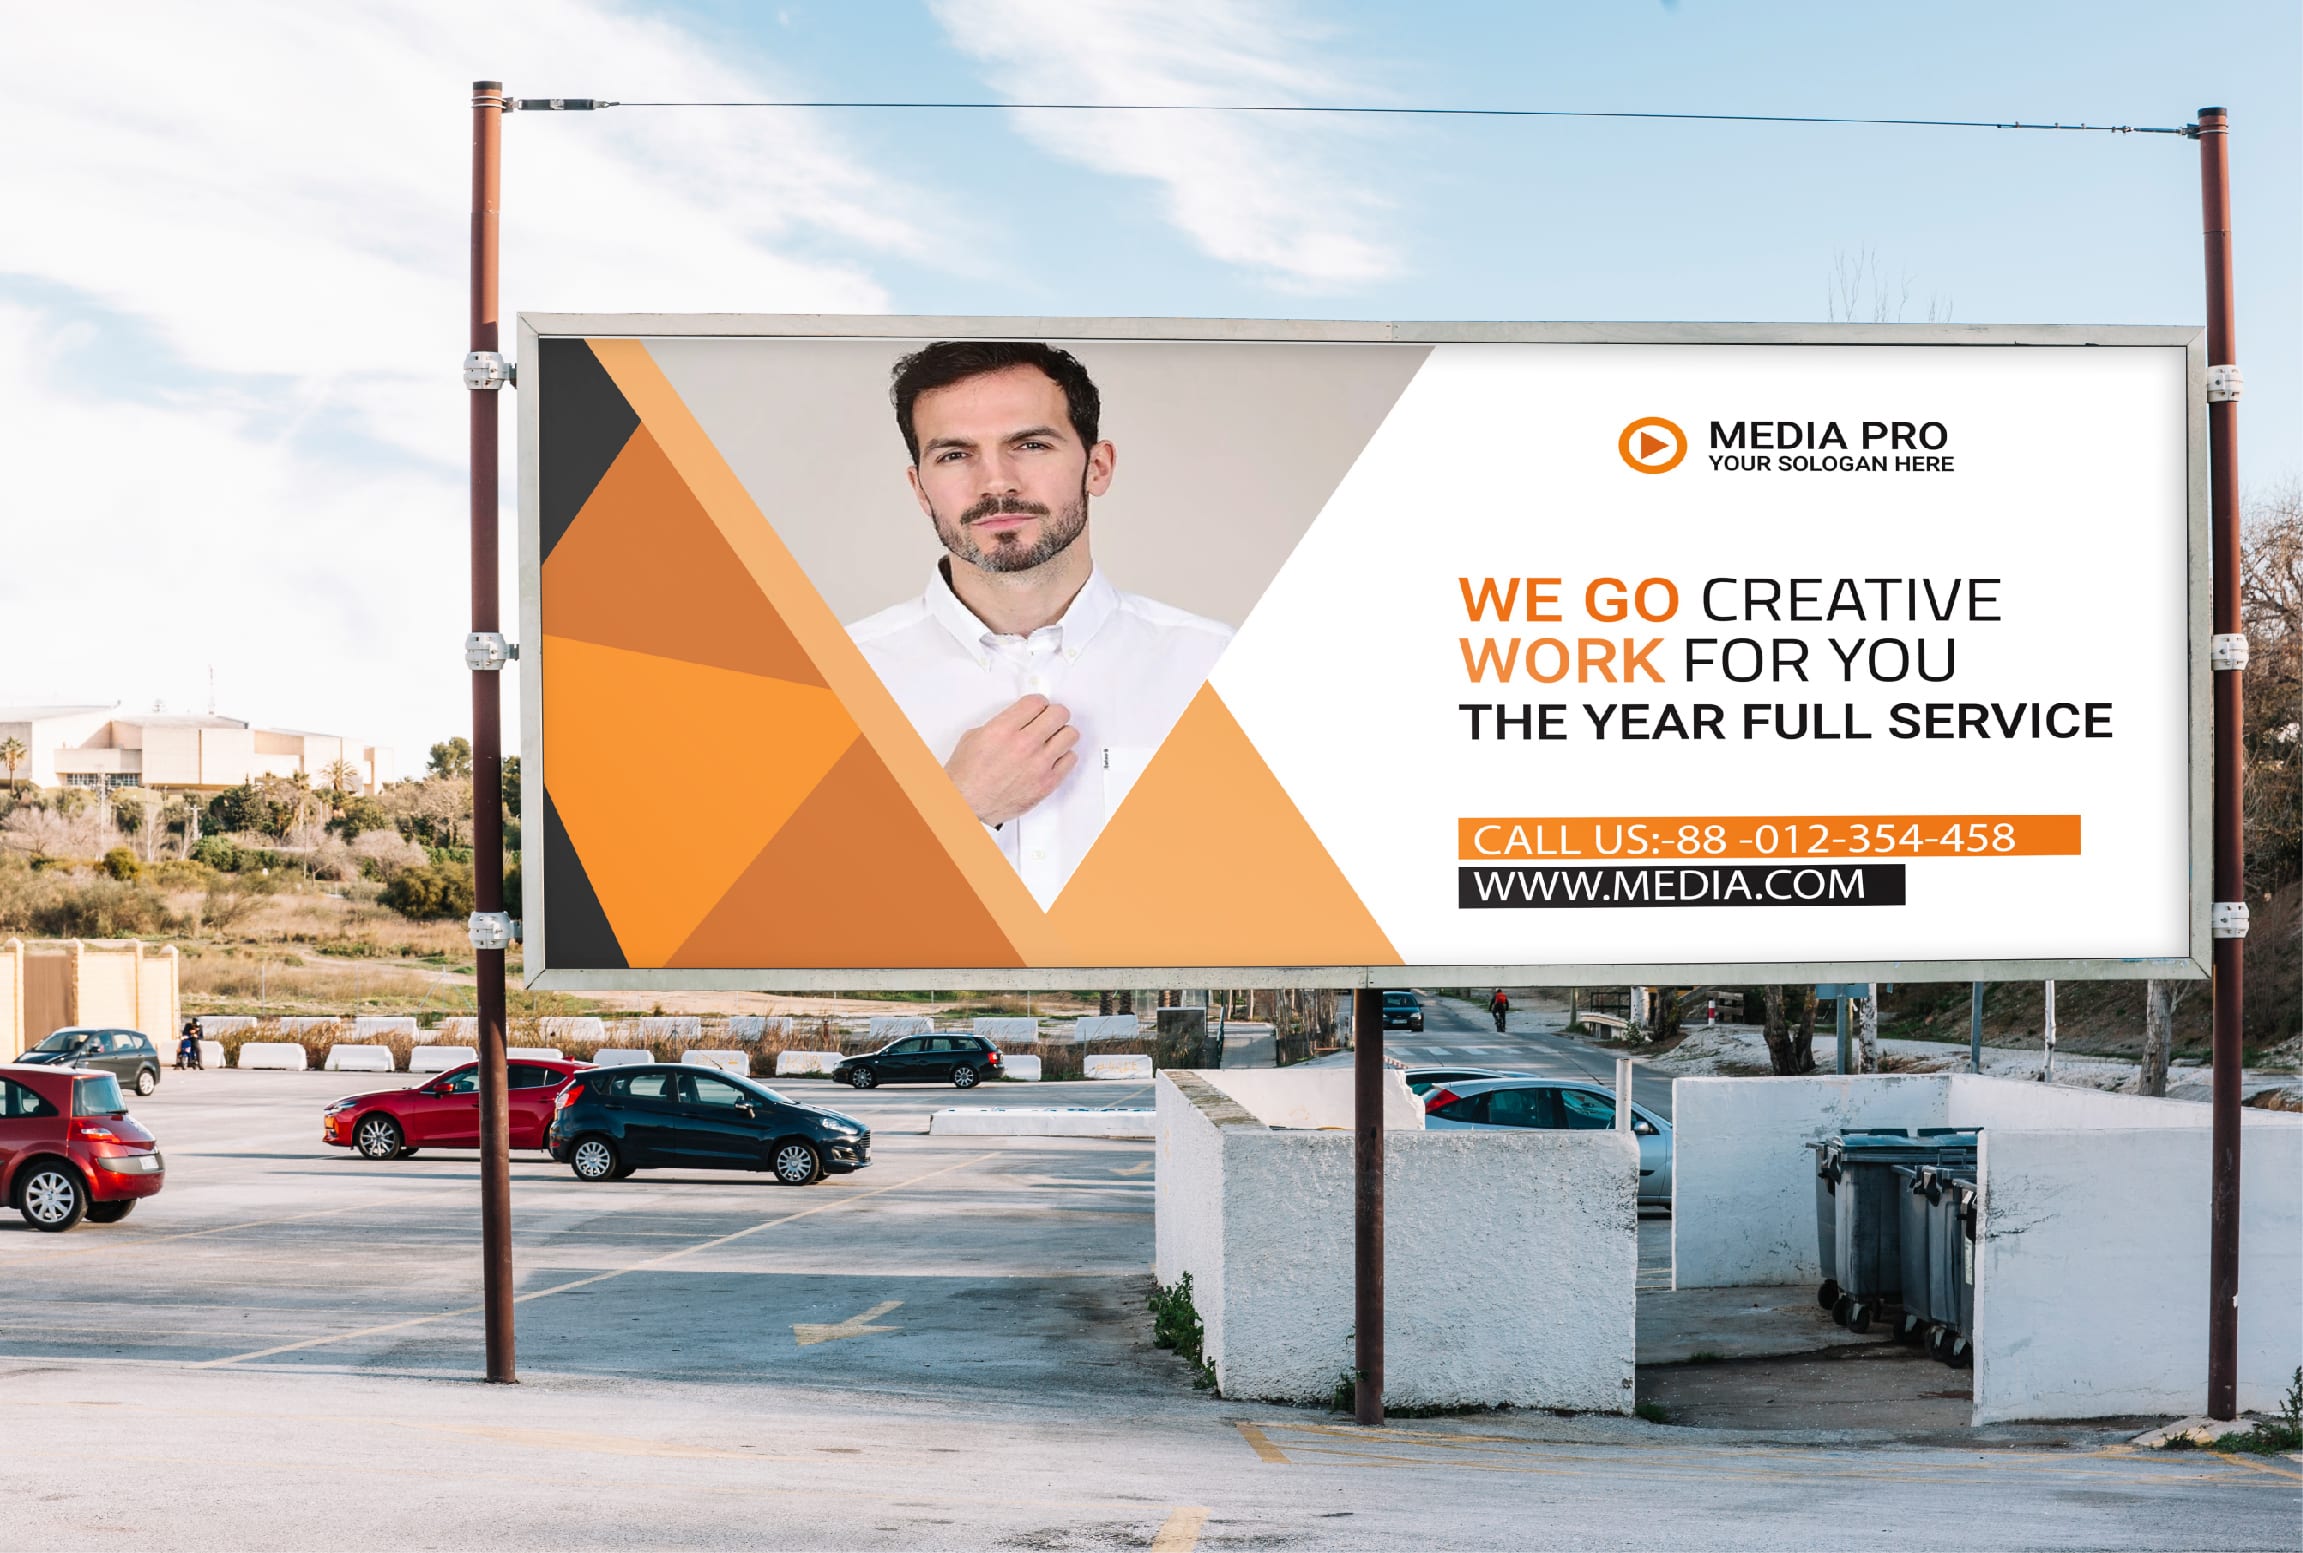 MEDIA PRO
YOUR SOLOGAN HERE
WE GO CREATIVE
WORK FOR YOU
THE YEAR FULL SERVICE
CALL US:-88 -012-354-458
WWW.MEDIA.COM